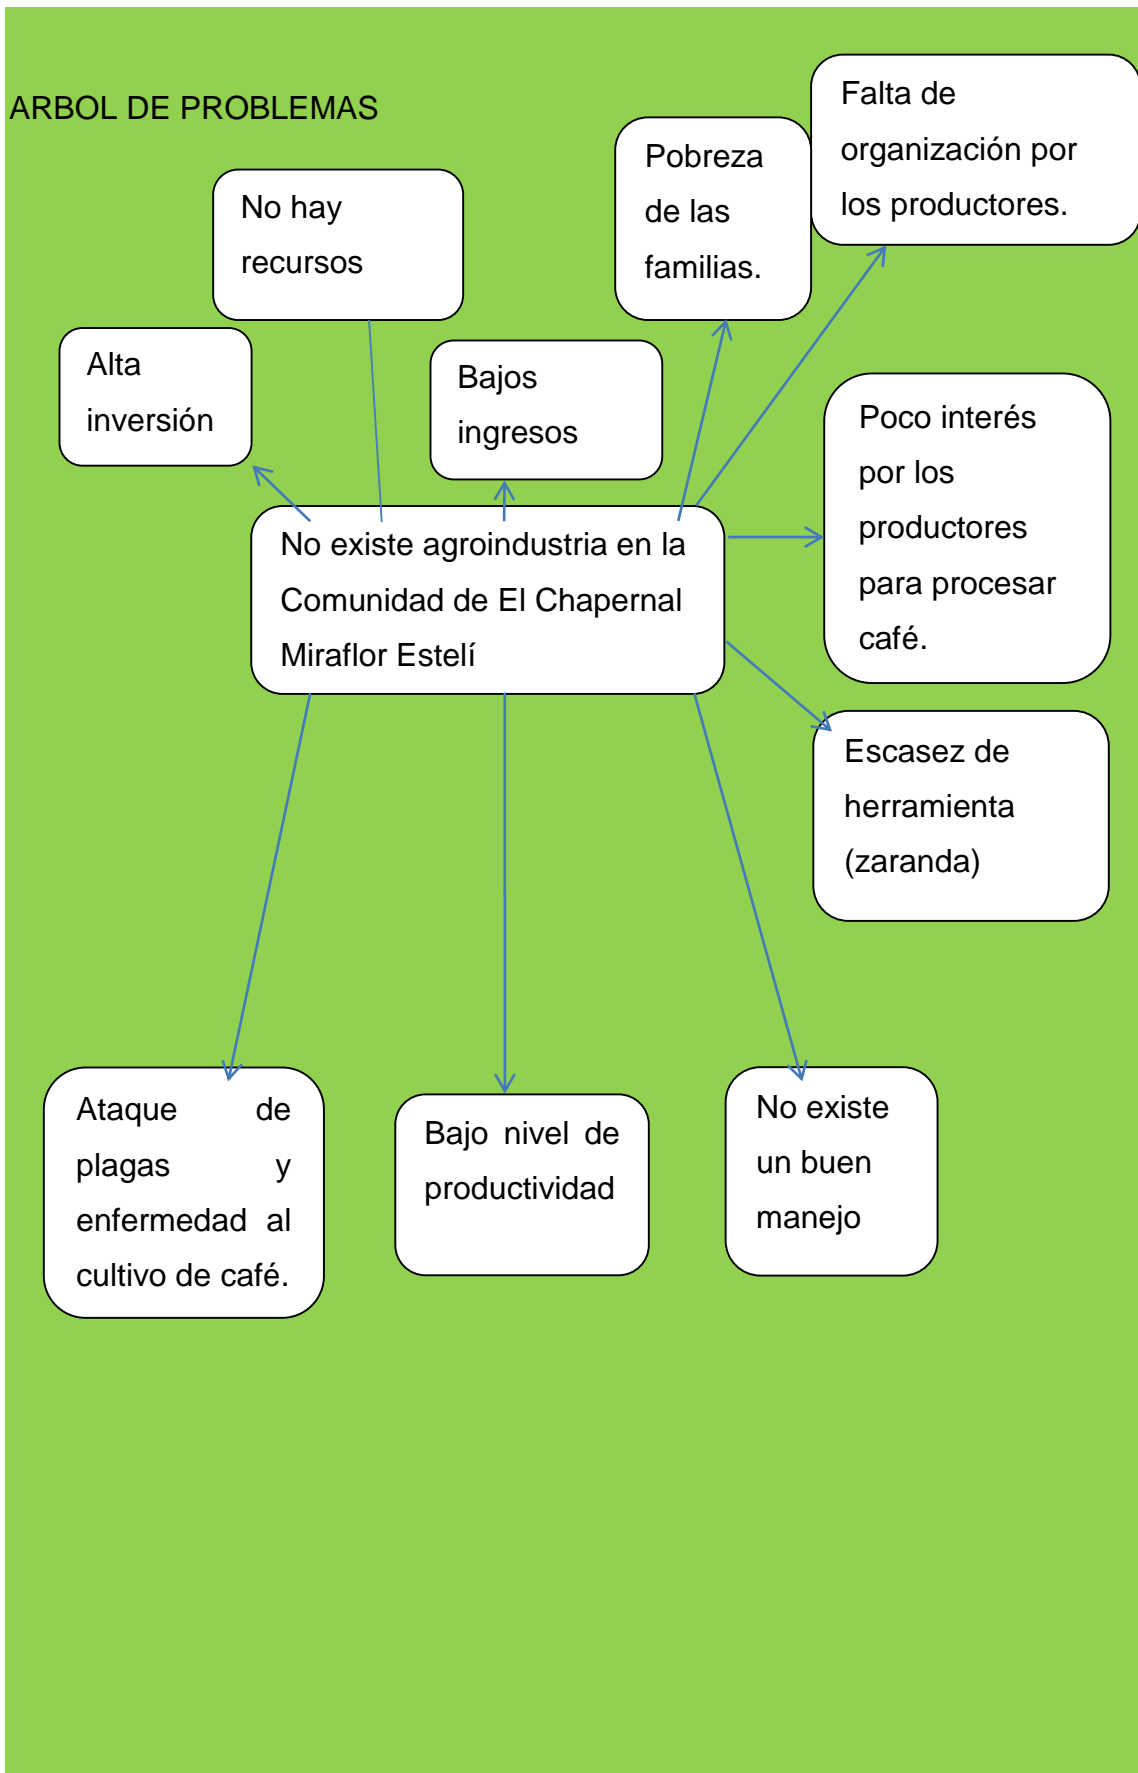 ARBOL DE PROBLEMAS
Falta de
organización por
los productores.
Pobreza
de las
familias.
No hay
recursos
Alta
inversión
Bajos
ingresos
Poco interés
por los
productores
para procesar
café.
No existe agroindustria en la
Comunidad de El Chapernal
Miraflor Estelí
Escasez de
herramienta
(zaranda)
Ataque de
plagas y
enfermedad al
cultivo de café.
Bajo nivel de
productividad
No existe
un buen
manejo